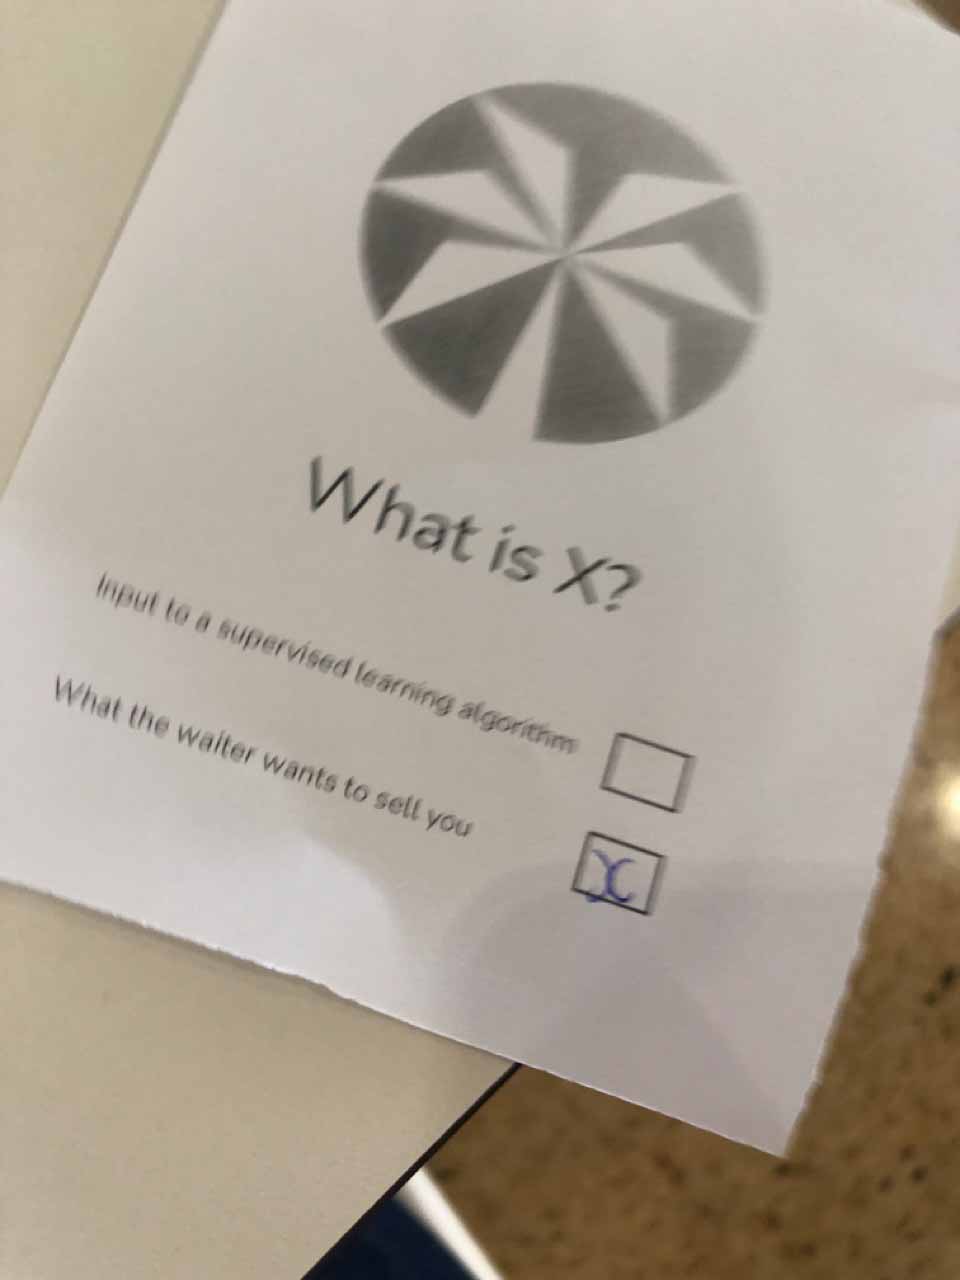 What is X?
Input to a supervised learning algorithm
What the waiter wants to sell you
X